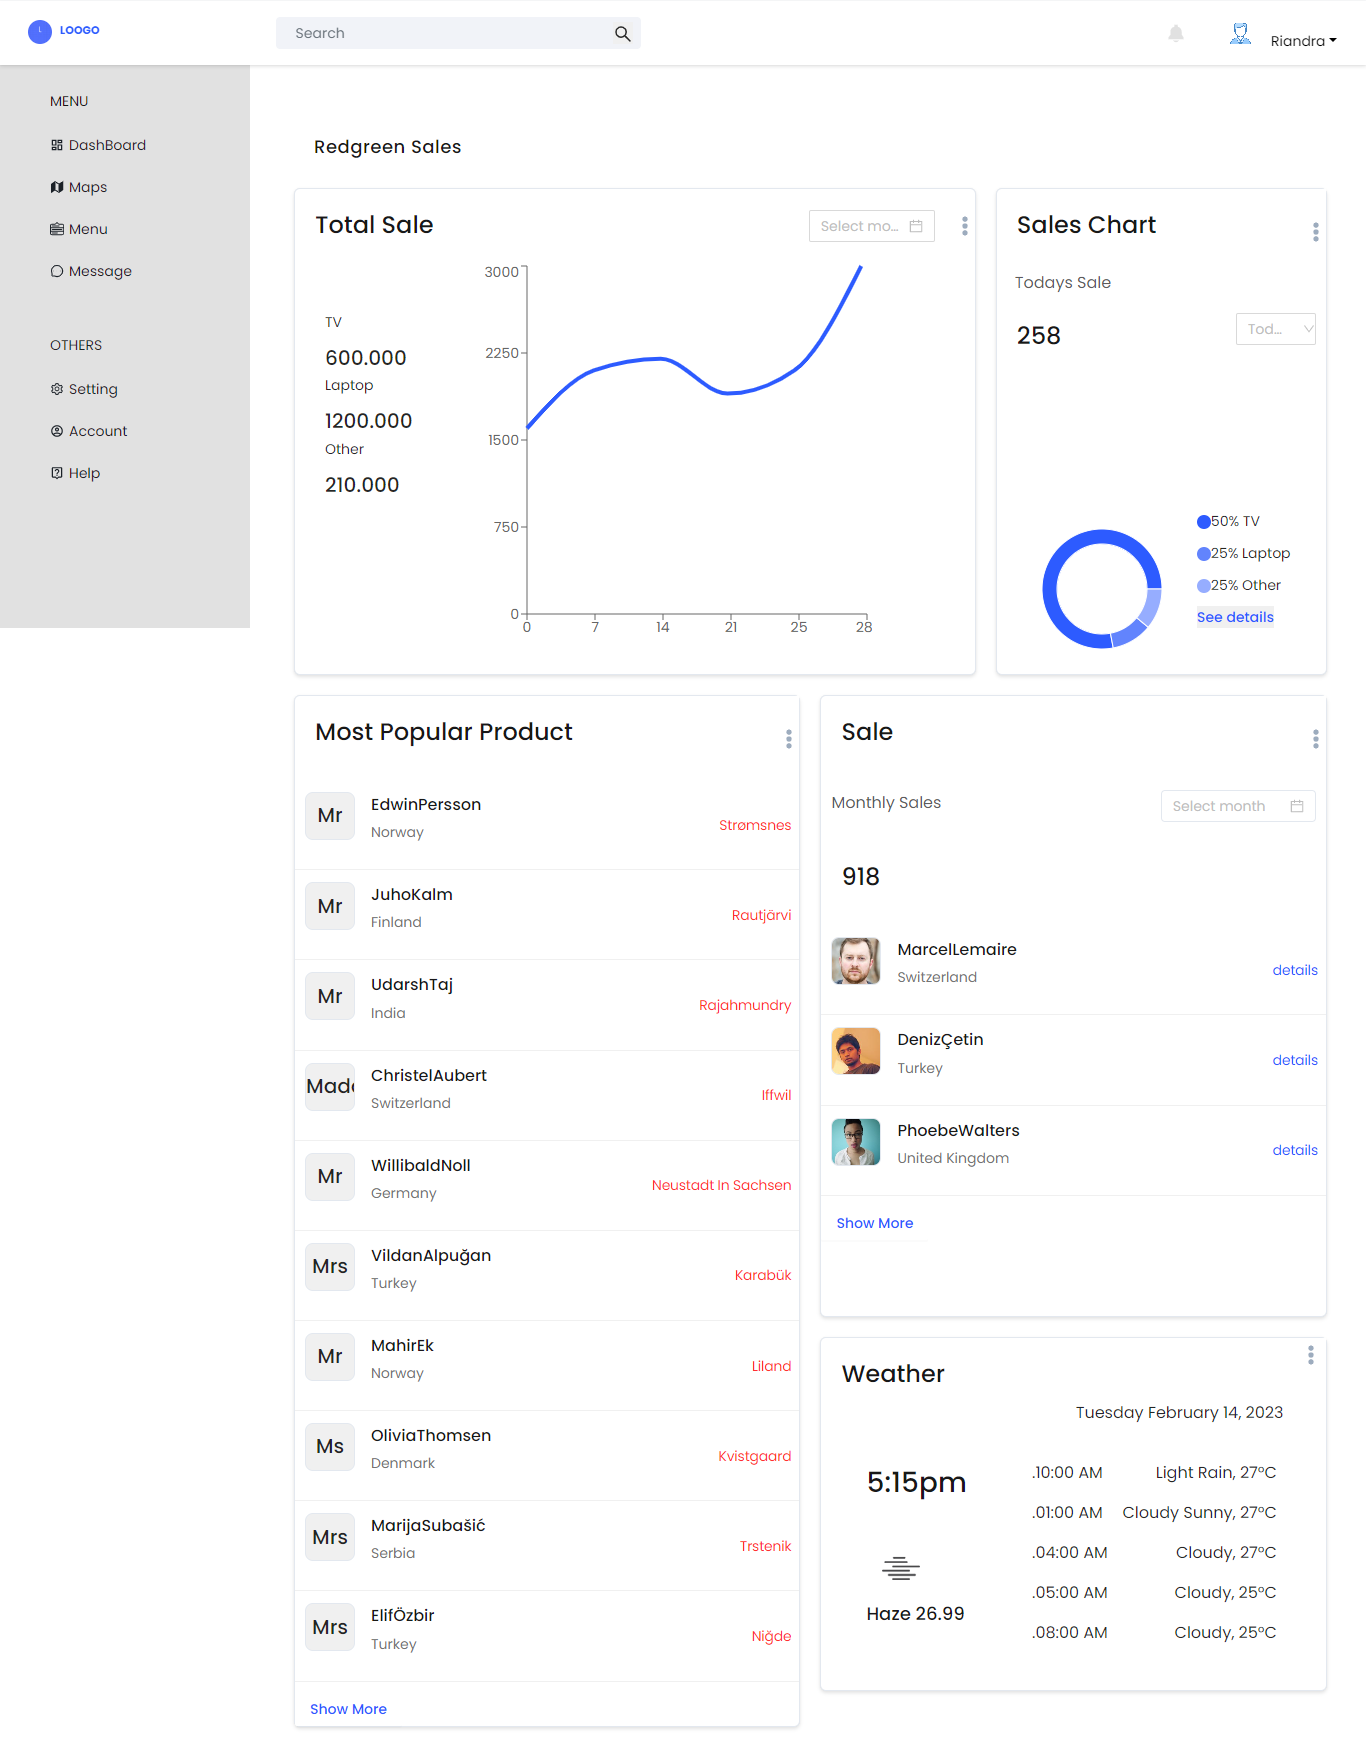 L LOOGO
Search
Riandra
MENU
DashBoard
Maps
Menu
Message
OTHERS
Setting
Account
Help
Redgreen Sales
Total Sale
Select mo...
TV
600.000
Laptop
1200.000
Other
210.000
3000
2250
1500
750
0
0 7 14 21 25 28
Sales Chart
Todays Sale
258
Tod...
50% TV
25% Laptop
25% Other
See details
Most Popular Product
Mr
EdwinPersson
Norway
Strømsnes
Mr
JuhoKalm
Finland
Rautjärvi
Mr
UdarshTaj
India
Rajahmundry
Mad
ChristelAubert
Switzerland
Iffwil
Mr
WillibaldNoll
Germany
Neustadt In Sachsen
Mrs
VildanAlpuğan
Turkey
Karabük
Mr
MahirEk
Norway
Liland
Ms
OliviaThomsen
Denmark
Kvistgaard
Mrs
MarijaSubašić
Serbia
Trstenik
Mrs
ElifÖzbir
Turkey
Niğde
Show More
Sale
Monthly Sales
Select month
918
MarcelLemaire
Switzerland
details
DenizÇetin
Turkey
details
PhoebeWalters
United Kingdom
details
Show More
Weather
Tuesday February 14, 2023
5:15pm
Haze 26.99
.10:00 AM Light Rain, 27°C
.01:00 AM Cloudy Sunny, 27°C
.04:00 AM Cloudy, 27°C
.05:00 AM Cloudy, 25°C
.08:00 AM Cloudy, 25°C